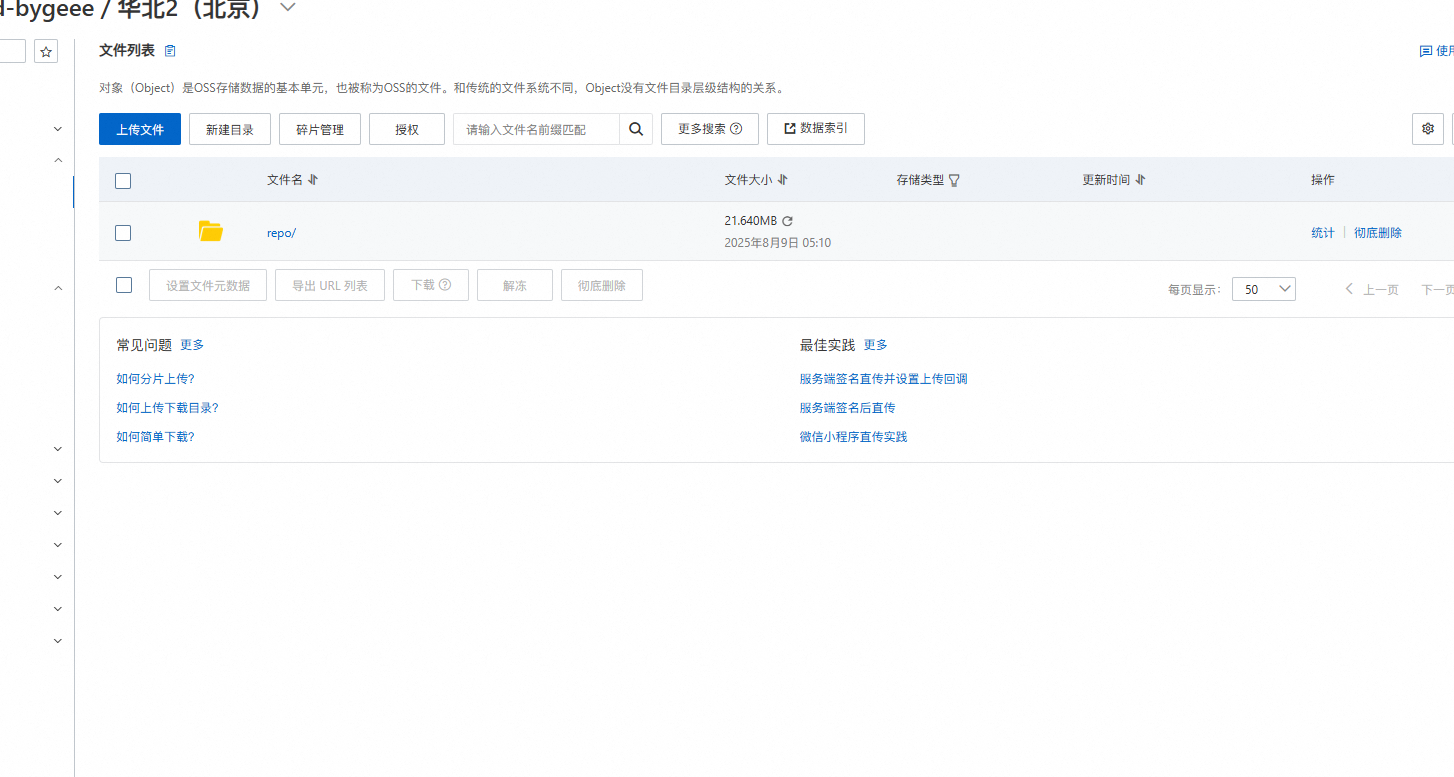 d-bygeee / 华北2（北京）
文件列表
使用
对象（Object）是OSS存储数据的基本单元，也被称为OSS的文件。和传统的文件系统不同，Object没有文件目录层级结构的关系。
上传文件 新建目录 碎片管理 授权 请输入文件名前缀匹配 更多搜索 数据索引
文件名 文件大小 存储类型 更新时间 操作
repo/ 21.640MB 统计 彻底删除
2025年8月9日 05:10
设置文件元数据 导出 URL 列表 下载 解冻 彻底删除 每页显示： 50 上一页 下一页
常见问题 更多
如何分片上传?
如何上传下载目录?
如何简单下载?
最佳实践 更多
服务端签名直传并设置上传回调
服务端签名后直传
微信小程序直传实践